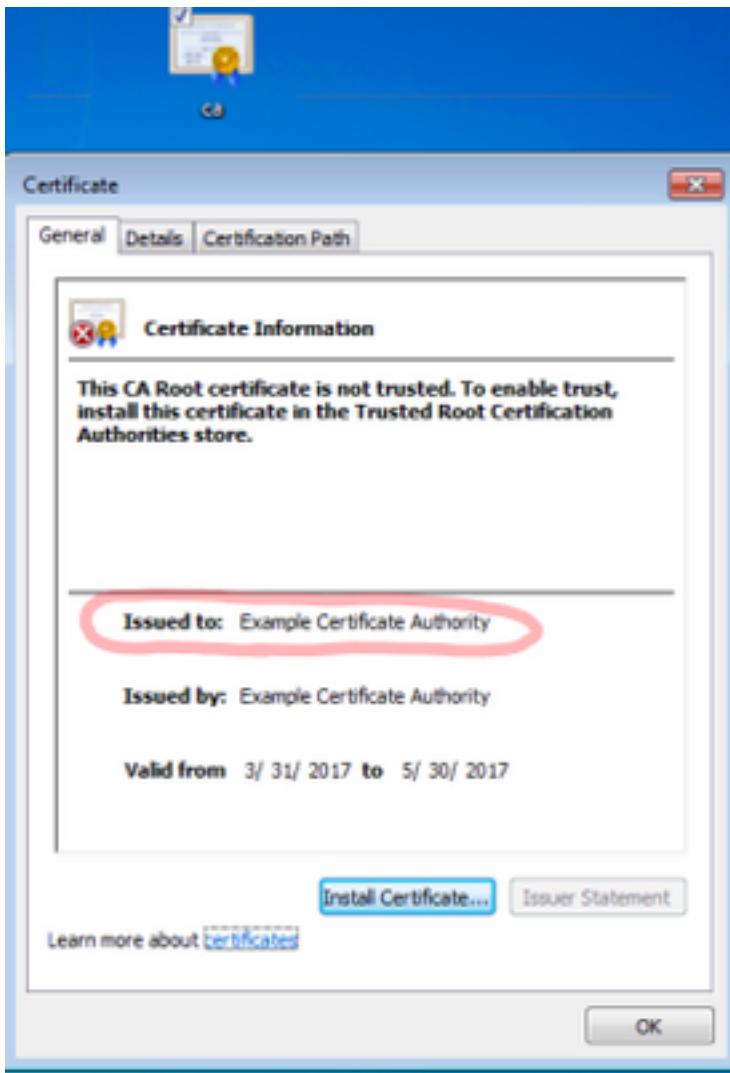 ca
Certificate
General Details Certification Path
Certificate Information
This CA Root certificate is not trusted. To enable trust,
install this certificate in the Trusted Root Certification
Authorities store.
Issued to: Example Certificate Authority
Issued by: Example Certificate Authority
Valid from 3/ 31/ 2017 to 5/ 30/ 2017
Install Certificate... Issuer Statement
Learn more about certificates
OK